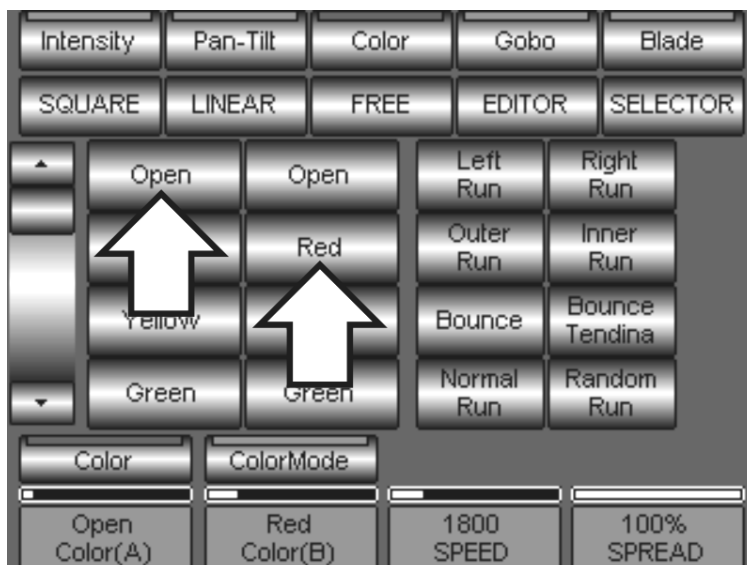 Intensity Pan-Tilt Color Gobo Blade
SQUARE LINEAR FREE EDITOR SELECTOR
Open Open Left Run Right Run
Red Outer Run Inner Run
Yellow Bounce Bounce Tendina
Green Green Normal Run Random Run
Color ColorMode
Open Red 1800 100%
Color(A) Color(B) SPEED SPREAD